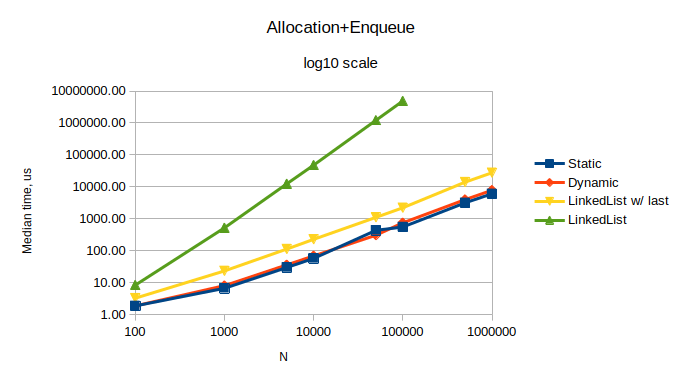 Allocation+Enqueue
log10 scale
10000000.00
1000000.00
100000.00
10000.00
1000.00
100.00
10.00
1.00
Median time, us
100 1000 10000 100000 1000000
N
Static
Dynamic
LinkedList w/ last
LinkedList